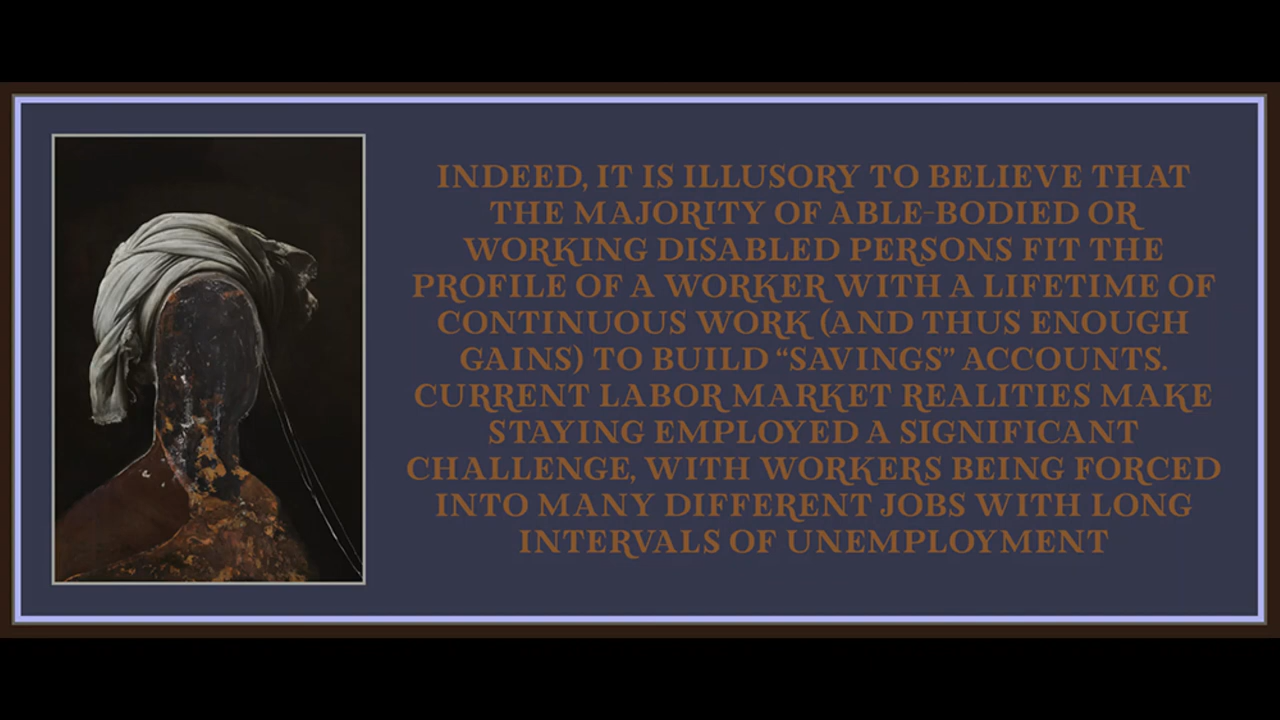 INDEED, IT IS ILLUSORY TO BELIEVE THAT
THE MAJORITY OF ABLE-BODIED OR
WORKING DISABLED PERSONS FIT THE
PROFILE OF A WORKER WITH A LIFETIME OF
CONTINUOUS WORK (AND THUS ENOUGH
GAINS) TO BUILD “SAVINGS” ACCOUNTS.
CURRENT LABOR MARKET REALITIES MAKE
STAYING EMPLOYED A SIGNIFICANT
CHALLENGE, WITH WORKERS BEING FORCED
INTO MANY DIFFERENT JOBS WITH LONG
INTERVALS OF UNEMPLOYMENT